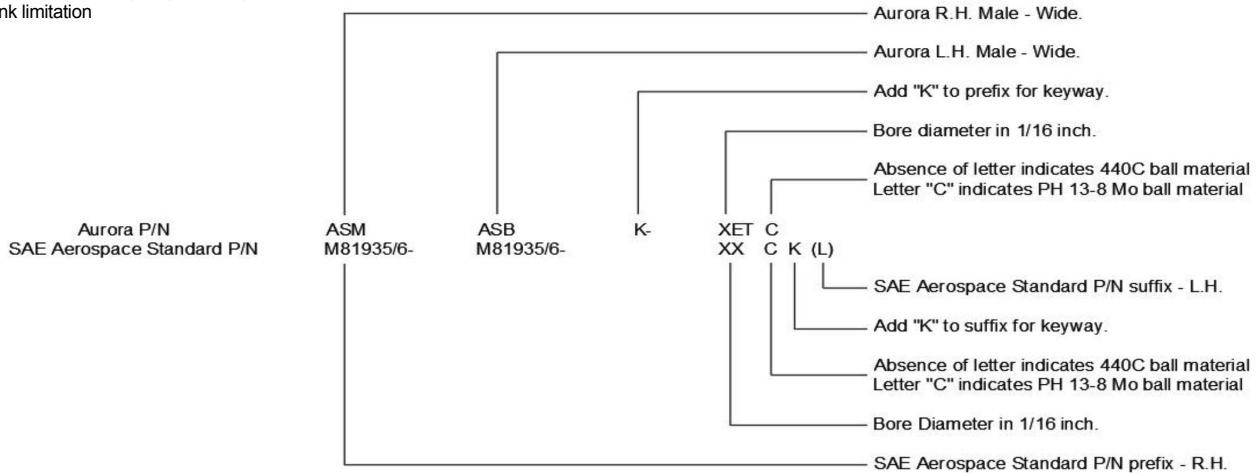 nk limitation
Aurora R.H. Male - Wide.
Aurora L.H. Male - Wide.
Add "K" to prefix for keyway.
Bore diameter in 1/16 inch.
Absence of letter indicates 440C ball material
Letter "C" indicates PH 13-8 Mo ball material
Aurora P/N ASM ASB K- XET C
SAE Aerospace Standard P/N M81935/6- M81935/6- XX C K (L)
SAE Aerospace Standard P/N suffix - L.H.
Add "K" to suffix for keyway.
Absence of letter indicates 440C ball material
Letter "C" indicates PH 13-8 Mo ball material
Bore Diameter in 1/16 inch.
SAE Aerospace Standard P/N prefix - R.H.